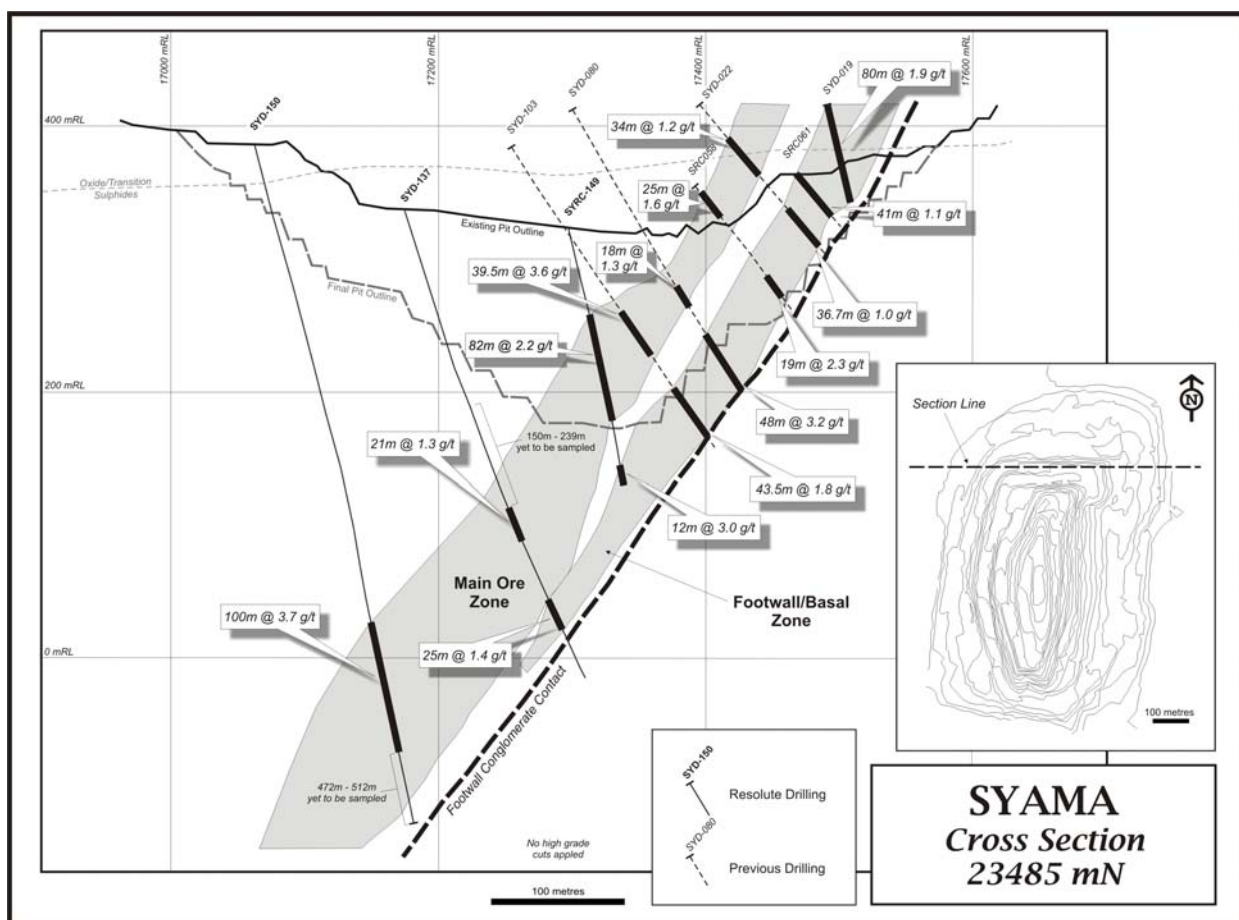 17000 mRL
17200 mRL
17400 mRL
17600 mRL
SYD-150
SYD-137
SYD-103
SYD-080
SYRC-149
SYD-022
SRC058
SRC061
SYD-019
400 mRL
200 mRL
0 mRL
80m @ 1.9 g/t
34m @ 1.2 g/t
25m @
1.6 g/t
41m @ 1.1 g/t
18m @
1.3 g/t
39.5m @ 3.6 g/t
36.7m @ 1.0 g/t
82m @ 2.2 g/t
19m @ 2.3 g/t
48m @ 3.2 g/t
21m @ 1.3 g/t
43.5m @ 1.8 g/t
12m @ 3.0 g/t
100m @ 3.7 g/t
25m @ 1.4 g/t
Oxide/Transition
Sulphides
Existing Pit Outline
Final Pit Outline
150m - 239m
yet to be sampled
Main Ore
Zone
Footwall/Basal
Zone
Footwall Conglomerate Contact
472m - 512m
yet to be sampled
No high grade
cuts appled
100 metres
Section Line
N
100 metres
SYD-150
Resolute Drilling
SYD-080
Previous Drilling
SYAMA
Cross Section
23485 mN